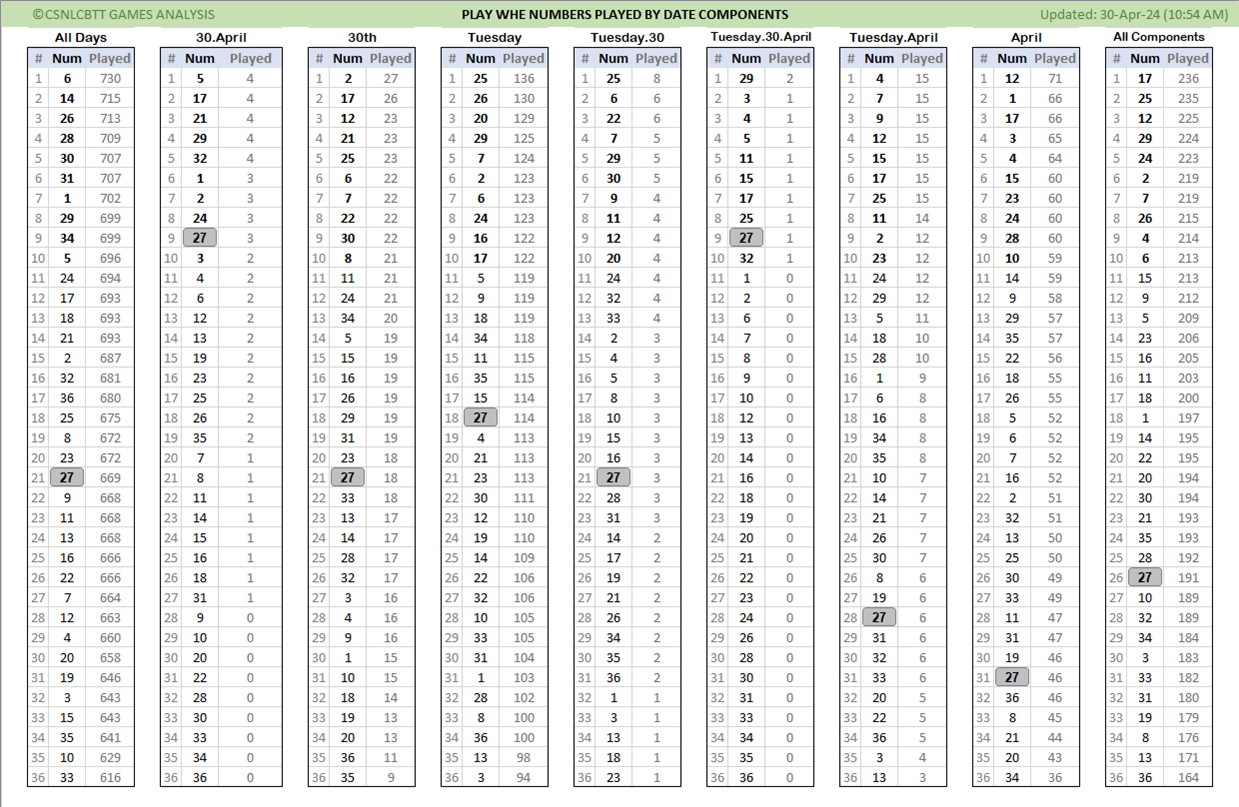 ©CSNLCBTT GAMES ANALYSIS PLAY WHE NUMBERS PLAYED BY DATE COMPONENTS Updated: 30-Apr-24 (10:54 AM)
All Days 30.April 30th Tuesday Tuesday.30 Tuesday.30.April Tuesday.April April All Components
# Num Played # Num Played # Num Played # Num Played # Num Played # Num Played # Num Played # Num Played # Num Played
1 6 730 1 5 4 1 2 27 1 25 136 1 25 8 1 29 2 1 4 15 1 12 71 1 17 236
2 14 715 2 17 4 2 17 26 2 26 130 2 6 6 2 3 1 2 7 15 2 1 66 2 25 235
3 26 713 3 21 4 3 12 23 3 20 129 3 22 6 3 4 1 3 9 15 3 17 66 3 12 225
4 28 709 4 29 4 4 21 23 4 29 125 4 7 5 4 5 1 4 12 15 4 3 65 4 29 224
5 30 707 5 32 4 5 25 23 5 7 124 5 29 5 5 11 1 5 15 15 5 4 64 5 24 223
6 31 707 6 1 3 6 6 22 6 2 123 6 30 5 6 15 1 6 17 15 6 15 60 6 2 219
7 1 702 7 2 3 7 7 22 7 6 123 7 9 4 7 17 1 7 25 15 7 23 60 7 7 219
8 29 699 8 24 3 8 22 22 8 24 123 8 11 4 8 25 1 8 11 14 8 24 60 8 26 215
9 34 699 9 27 3 9 30 22 9 16 122 9 12 4 9 27 1 9 2 12 9 28 60 9 4 214
10 5 696 10 3 2 10 8 21 10 17 122 10 20 4 10 32 1 10 23 12 10 10 59 10 6 213
11 24 694 11 4 2 11 11 21 11 5 119 11 24 4 11 1 0 11 24 12 11 14 59 11 15 213
12 17 693 12 6 2 12 24 21 12 9 119 12 32 4 12 2 0 12 29 12 12 9 58 12 9 212
13 18 693 13 12 2 13 34 20 13 18 119 13 33 4 13 6 0 13 5 11 13 29 57 13 5 209
14 21 693 14 13 2 14 5 19 14 34 118 14 2 3 14 7 0 14 18 10 14 35 57 14 23 206
15 2 687 15 19 2 15 15 19 15 11 115 15 4 3 15 8 0 15 28 10 15 22 56 15 16 205
16 32 681 16 23 2 16 16 19 16 35 115 16 5 3 16 9 0 16 1 9 16 18 55 16 11 203
17 36 680 17 25 2 17 26 19 17 15 114 17 8 3 17 10 0 17 6 8 17 26 55 17 18 200
18 25 675 18 26 2 18 29 19 18 27 114 18 10 3 18 12 0 18 16 8 18 5 52 18 1 197
19 8 672 19 35 2 19 31 19 19 4 113 19 15 3 19 13 0 19 34 8 19 6 52 19 14 195
20 23 672 20 7 1 20 23 18 20 21 113 20 16 3 20 14 0 20 35 8 20 7 52 20 22 195
21 27 669 21 8 1 21 27 18 21 23 113 21 27 3 21 16 0 21 10 7 21 16 52 21 20 194
22 9 668 22 11 1 22 33 18 22 30 111 22 28 3 22 18 0 22 14 7 22 2 51 22 30 194
23 11 668 23 14 1 23 13 17 23 12 110 23 31 3 23 19 0 23 21 7 23 32 51 23 21 193
24 13 668 24 15 1 24 14 17 24 19 110 24 14 2 24 20 0 24 26 7 24 13 50 24 35 193
25 16 666 25 16 1 25 28 17 25 14 109 25 17 2 25 21 0 25 30 7 25 25 50 25 28 192
26 22 666 26 18 1 26 32 17 26 22 106 26 19 2 26 22 0 26 8 6 26 30 49 26 27 191
27 7 664 27 31 1 27 3 16 27 32 106 27 21 2 27 23 0 27 19 6 27 33 49 27 10 189
28 12 663 28 9 0 28 4 16 28 10 105 28 26 2 28 24 0 28 27 6 28 11 47 28 32 189
29 4 660 29 10 0 29 9 16 29 33 105 29 34 2 29 26 0 29 31 6 29 31 47 29 34 184
30 20 658 30 20 0 30 1 15 30 31 104 30 35 2 30 28 0 30 32 6 30 19 46 30 3 183
31 19 646 31 22 0 31 10 15 31 1 103 31 36 2 31 30 0 31 33 6 31 27 46 31 33 182
32 3 643 32 28 0 32 18 14 32 28 102 32 1 1 32 31 0 32 20 5 32 36 46 32 31 180
33 15 643 33 30 0 33 19 13 33 8 100 33 3 1 33 33 0 33 22 5 33 8 45 33 19 179
34 35 641 34 33 0 34 20 13 34 36 100 34 13 1 34 34 0 34 36 5 34 21 44 34 8 176
35 10 629 35 34 0 35 36 11 35 13 98 35 18 1 35 35 0 35 3 4 35 20 43 35 13 171
36 33 616 36 36 0 36 35 9 36 3 94 36 23 1 36 36 0 36 13 3 36 34 36 36 36 164